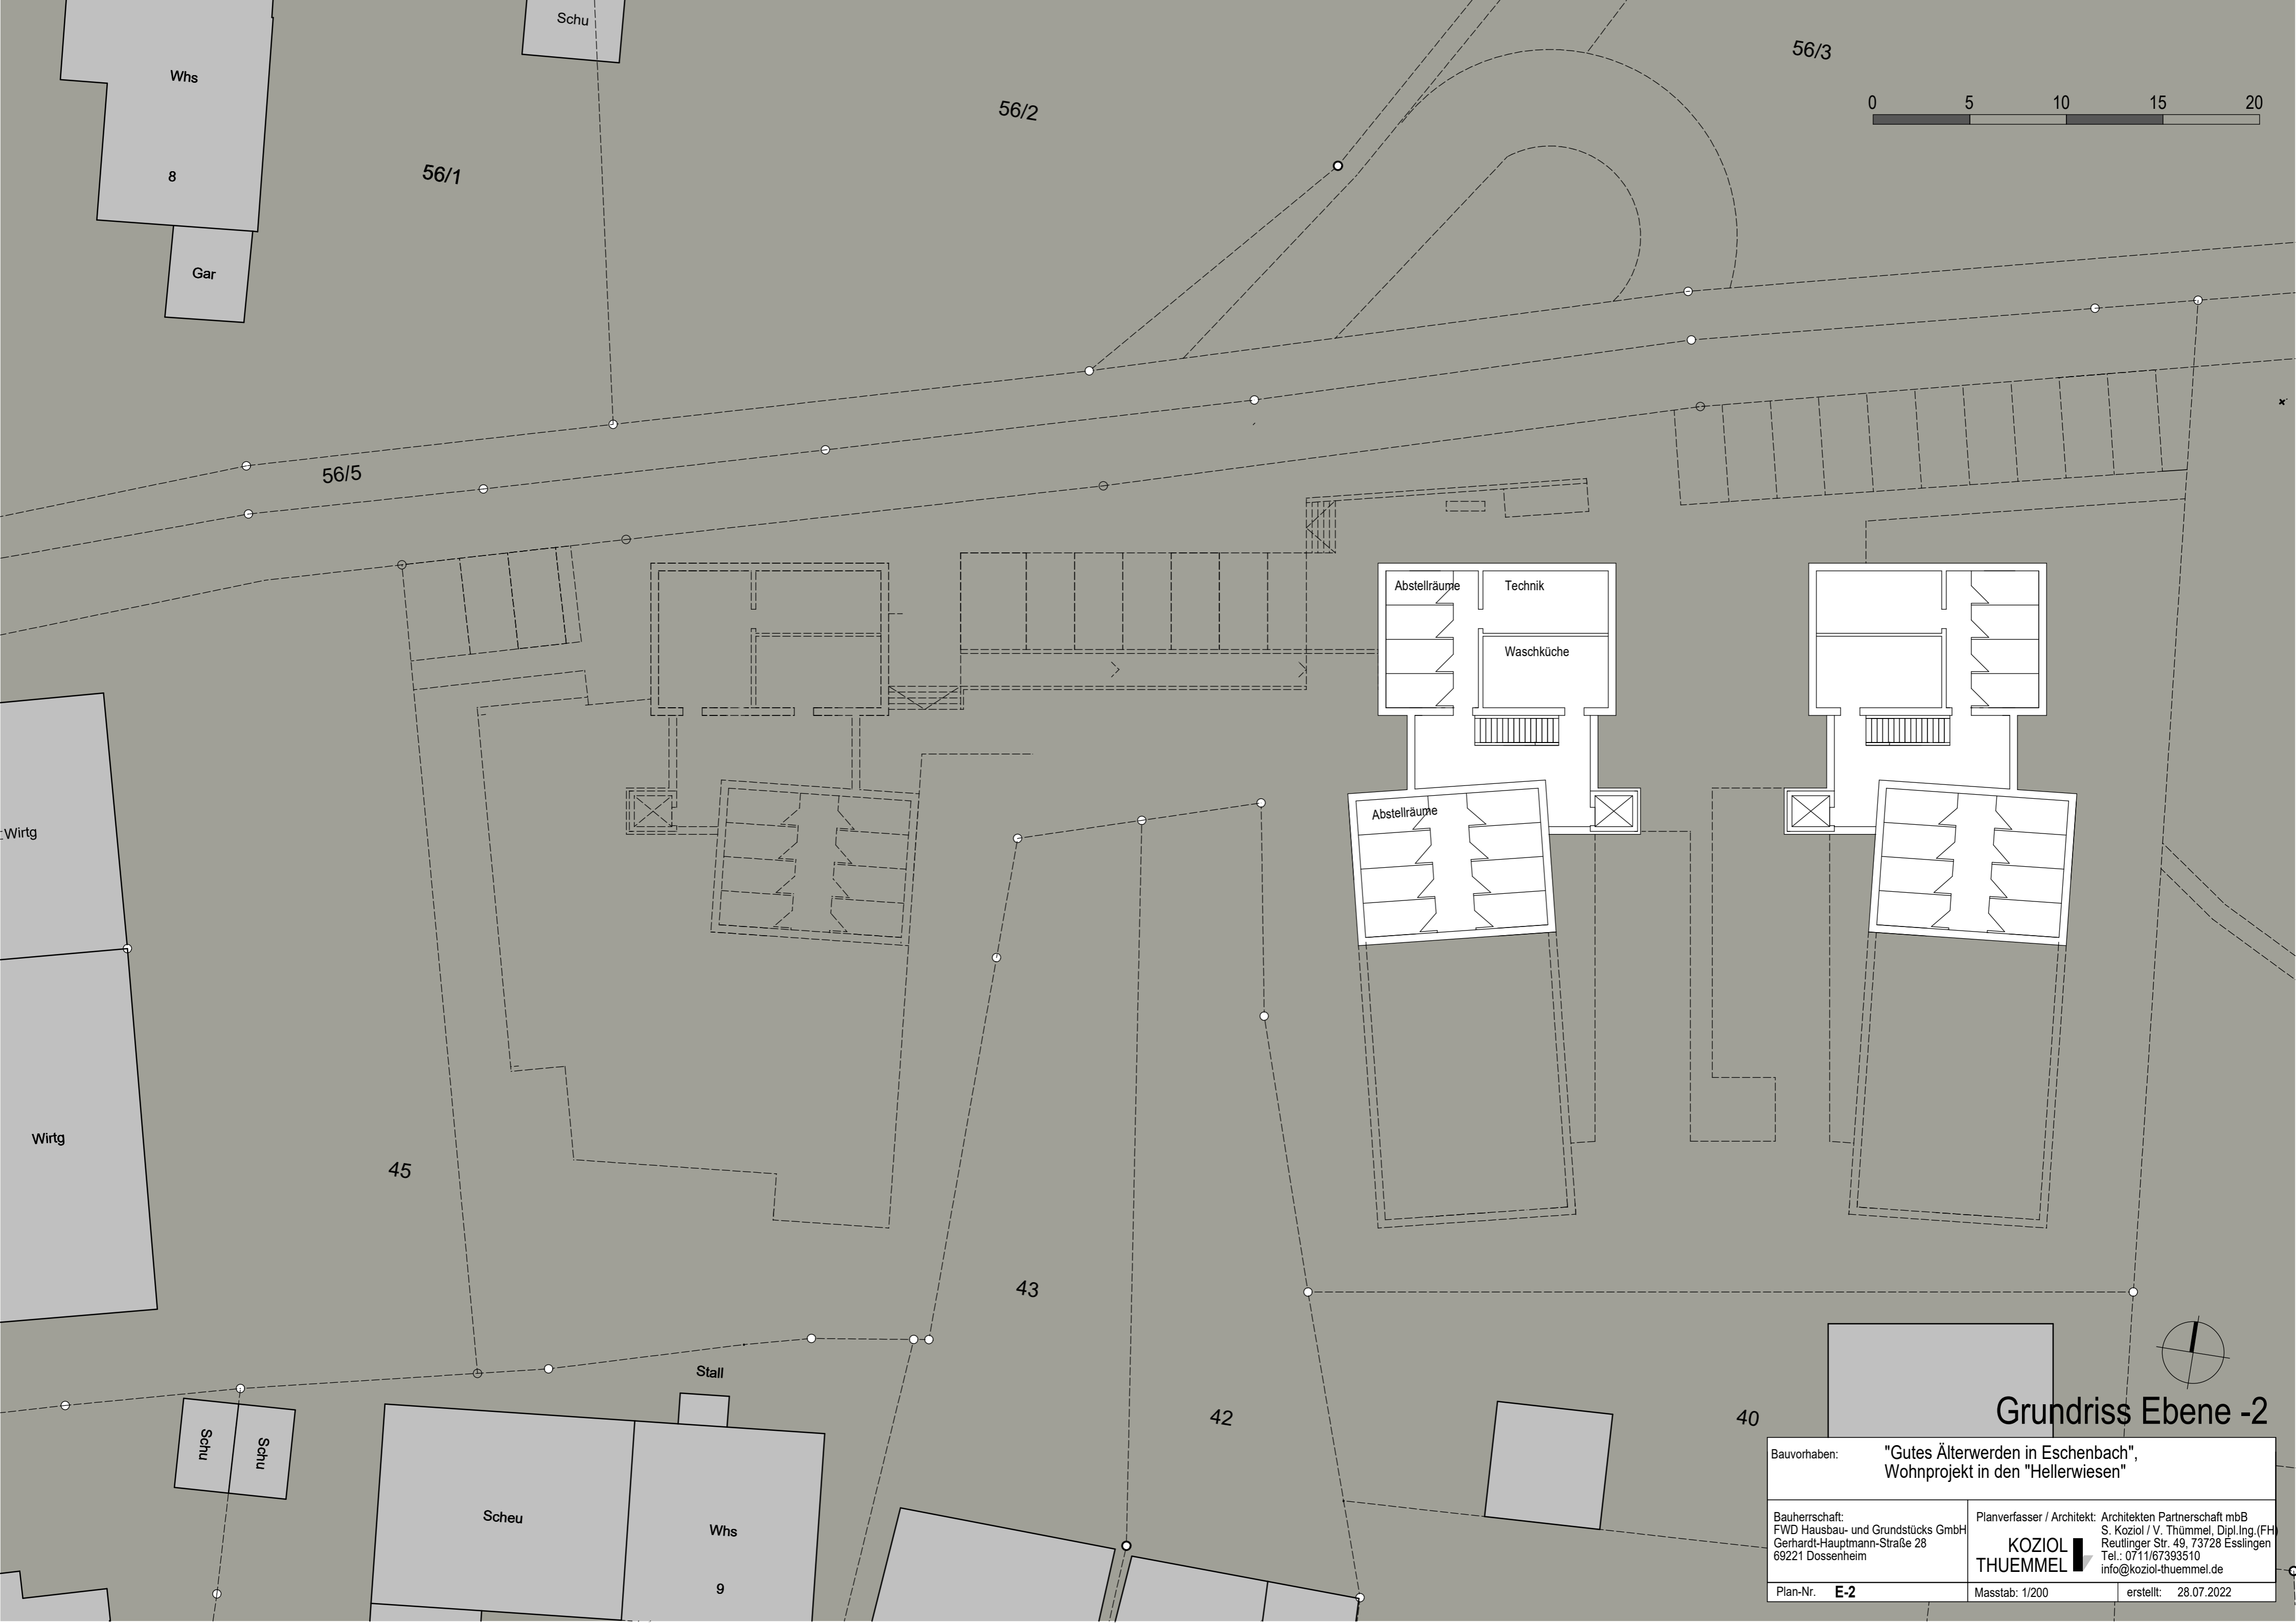 Schu
56/3
Whs
56/2
0 5 10 15 20
8
56/1
Gar
56/5
Abstellräume
Technik
Waschküche
Abstellräume
Wirtg
Wirtg
45
43
Stall
42
40
Schu
Schu
Scheu
Whs
9
Grundriss Ebene -2
Bauvorhaben: "Gutes Älterwerden in Eschenbach",
Wohnprojekt in den "Hellerwiesen"
Bauherrschaft:
FWD Hausbau- und Grundstücks GmbH
Gerhardt-Hauptmann-Straße 28
69221 Dossenheim
Planverfasser / Architekt: Architekten Partnerschaft mbB
S. Koziol / V. Thümmel, Dipl.Ing.(FH)
Reutlinger Str. 49, 73728 Esslingen
Tel.: 0711/67393510
info@koziol-thuemmel.de
KOZIOL
THUEMMEL
Plan-Nr. E-2
Masstab: 1/200
erstellt: 28.07.2022